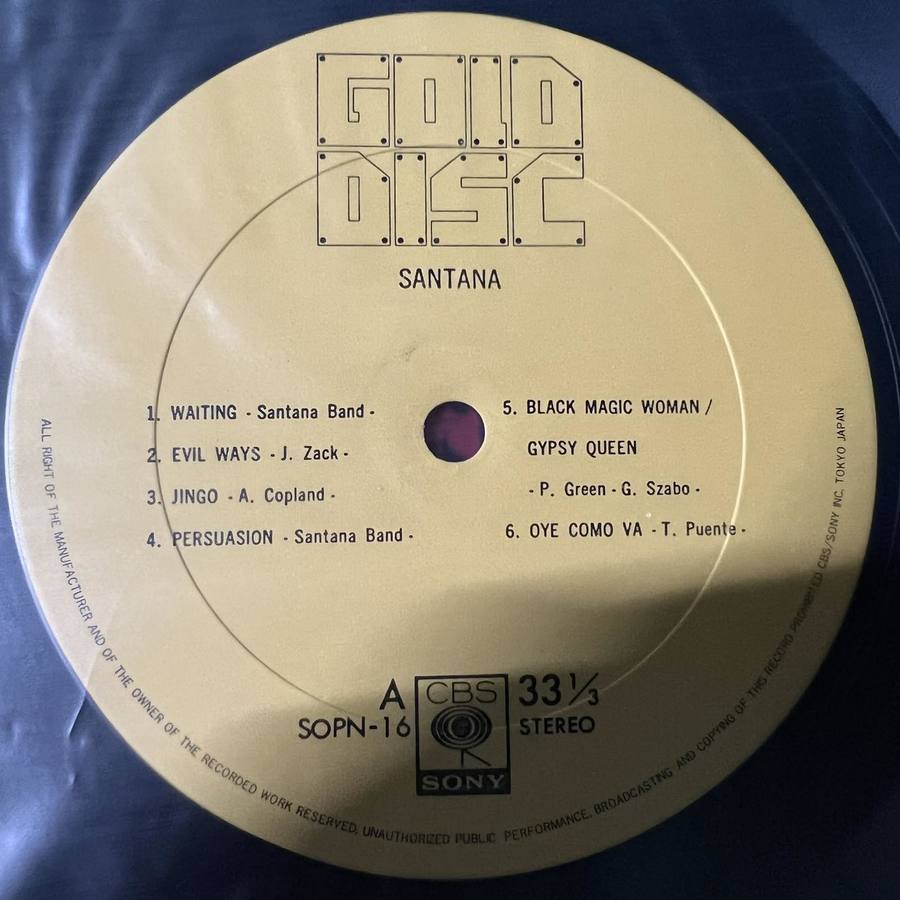 GOLD
DISC
SANTANA
1. WAITING - Santana Band -
2. EVIL WAYS - J. Zack -
3. JINGO - A. Copland -
4. PERSUASION - Santana Band -
5. BLACK MAGIC WOMAN /
GYPSY QUEEN
- P. Green - G. Szabo -
6. OYE COMO VA - T. Puente -
A
SOPN-16
CBS
SONY
33 1/3
STEREO
ALL RIGHT OF THE MANUFACTURER AND OF THE OWNER OF THE RECORDED WORK RESERVED, UNAUTHORIZED PUBLIC PERFORMANCE, BROADCASTING AND COPYING OF THIS RECORD PROHIBITED CBS/SONY INC. TOKYO JAPAN